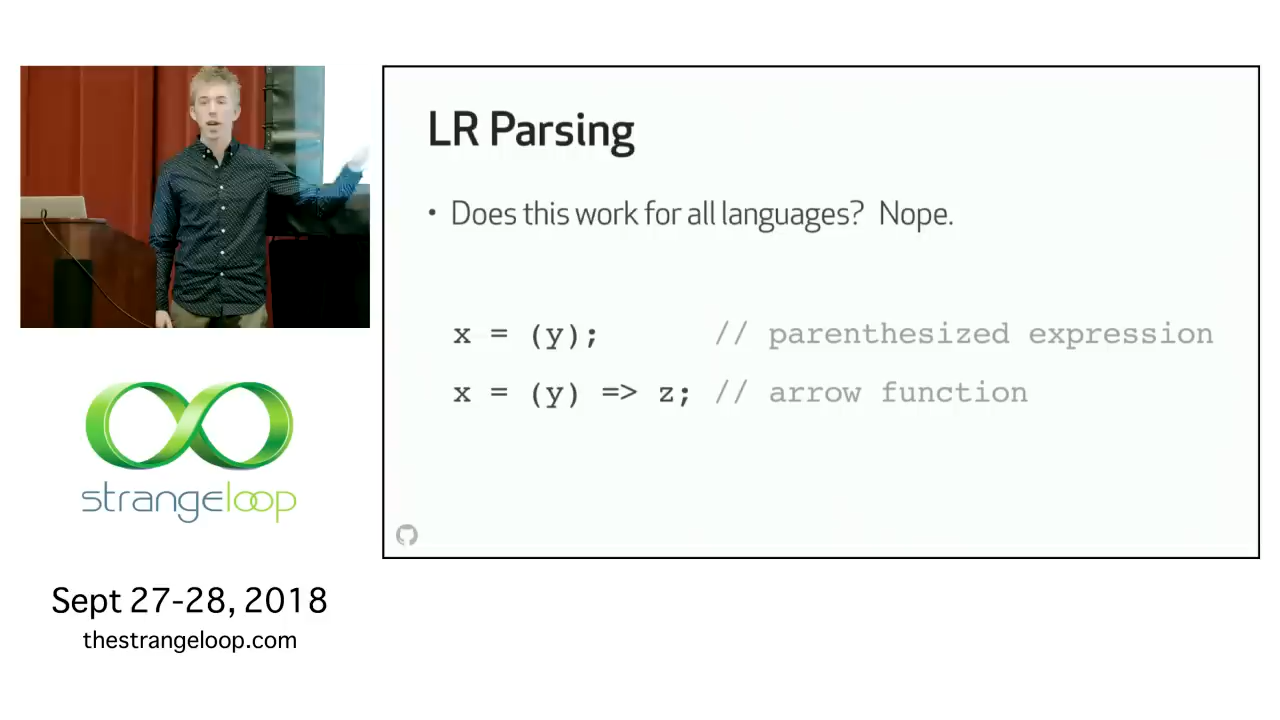 LR Parsing
• Does this work for all languages? Nope.
x = (y); // parenthesized expression
x = (y) => z; // arrow function
strangeloop
Sept 27-28, 2018
thestrangeloop.com